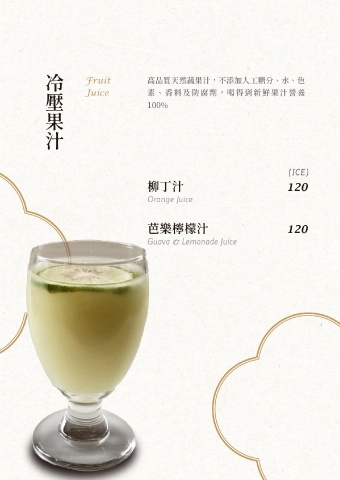 冷壓果汁
Fruit
Juice
高品質天然蔬果汁，不添加人工糖分、水、色
素、香料及防腐劑，喝得到新鮮果汁營養
100%
(ICE)
柳丁汁 120
Orange Juice
芭樂檸檬汁 120
Guava & Lemonade Juice